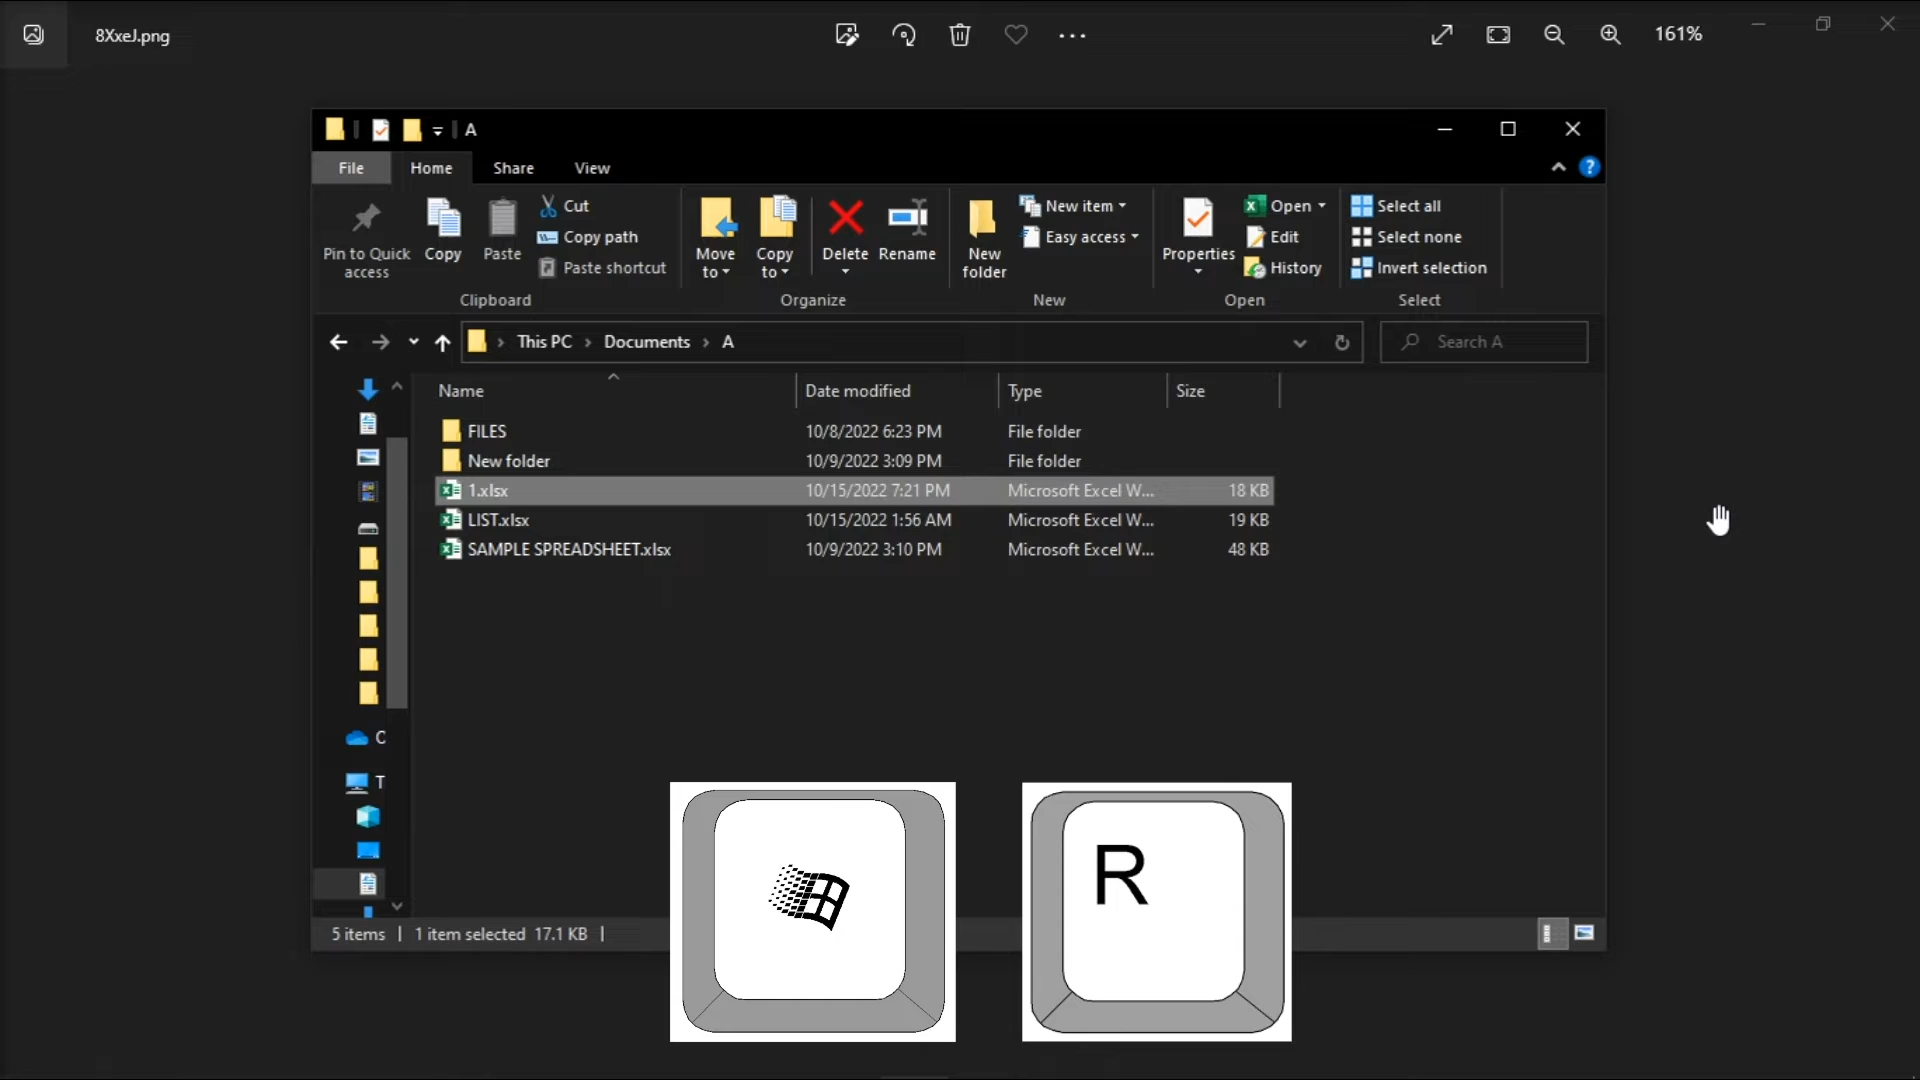 8XxeJ.png
161%
A
File Home Share View
?
Pin to Quick access
Copy
Paste
Cut
Copy path
Paste shortcut
Clipboard
Move to
Copy to
Delete
Rename
Organize
New folder
New item
Easy access
New
Properties
Open
Edit
History
Open
Select all
Select none
Invert selection
Select
This PC > Documents > A
Search A
Name Date modified Type Size
FILES 10/8/2022 6:23 PM File folder
New folder 10/9/2022 3:09 PM File folder
1.xlsx 10/15/2022 7:21 PM Microsoft Excel W... 18 KB
LIST.xlsx 10/15/2022 1:56 AM Microsoft Excel W... 19 KB
SAMPLE SPREADSHEET.xlsx 10/9/2022 3:10 PM Microsoft Excel W... 48 KB
C
T
R
5 items | 1 item selected 17.1 KB |